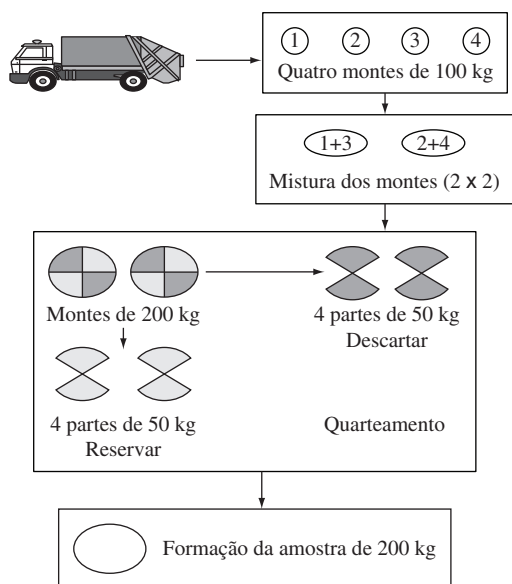 1 2 3 4
Quatro montes de 100 kg
1+3 2+4
Mistura dos montes (2 x 2)
Montes de 200 kg
4 partes de 50 kg
Descartar
4 partes de 50 kg
Reservar
Quarteamento
Formação da amostra de 200 kg